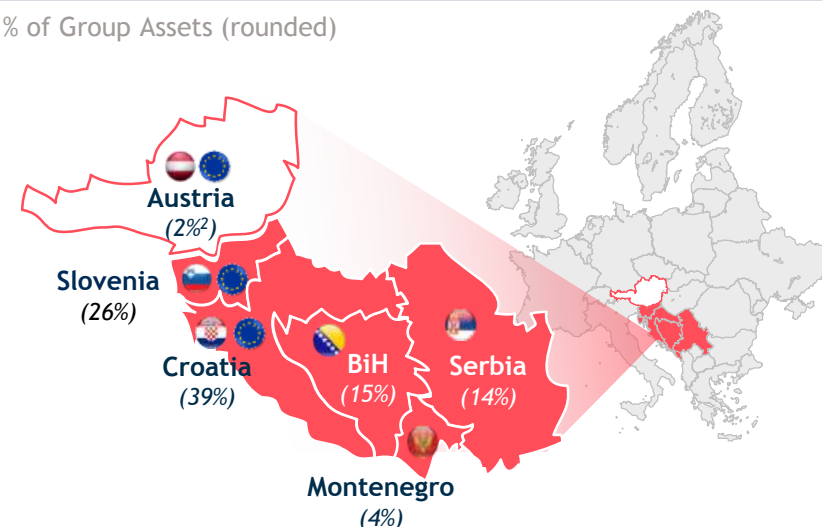 % of Group Assets (rounded)
Austria
(2%²)
Slovenia
(26%)
Croatia
(39%)
BiH
(15%)
Serbia
(14%)
Montenegro
(4%)